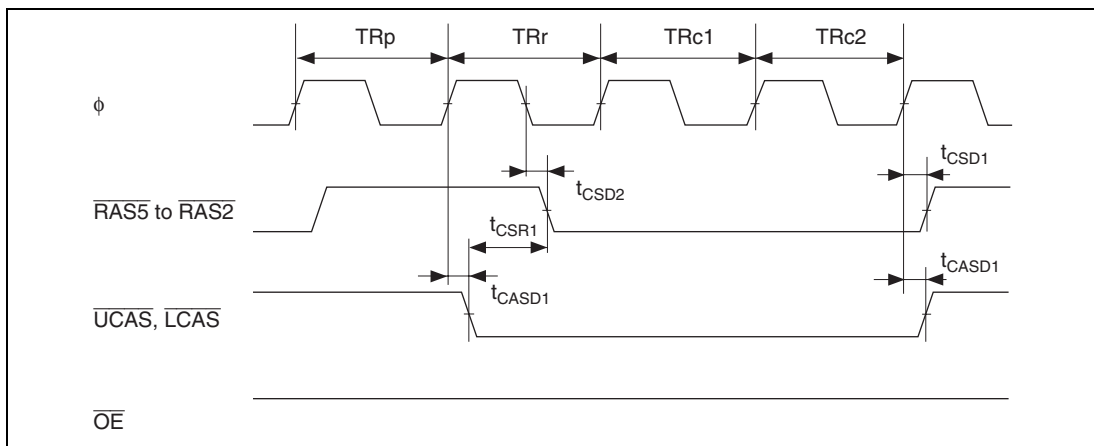 TRp TRr TRc1 TRc2
ϕ
tCSD1
tCSD2
RAS5 to RAS2
tCSR1
tCASD1
tCASD1
UCAS, LCAS
OE